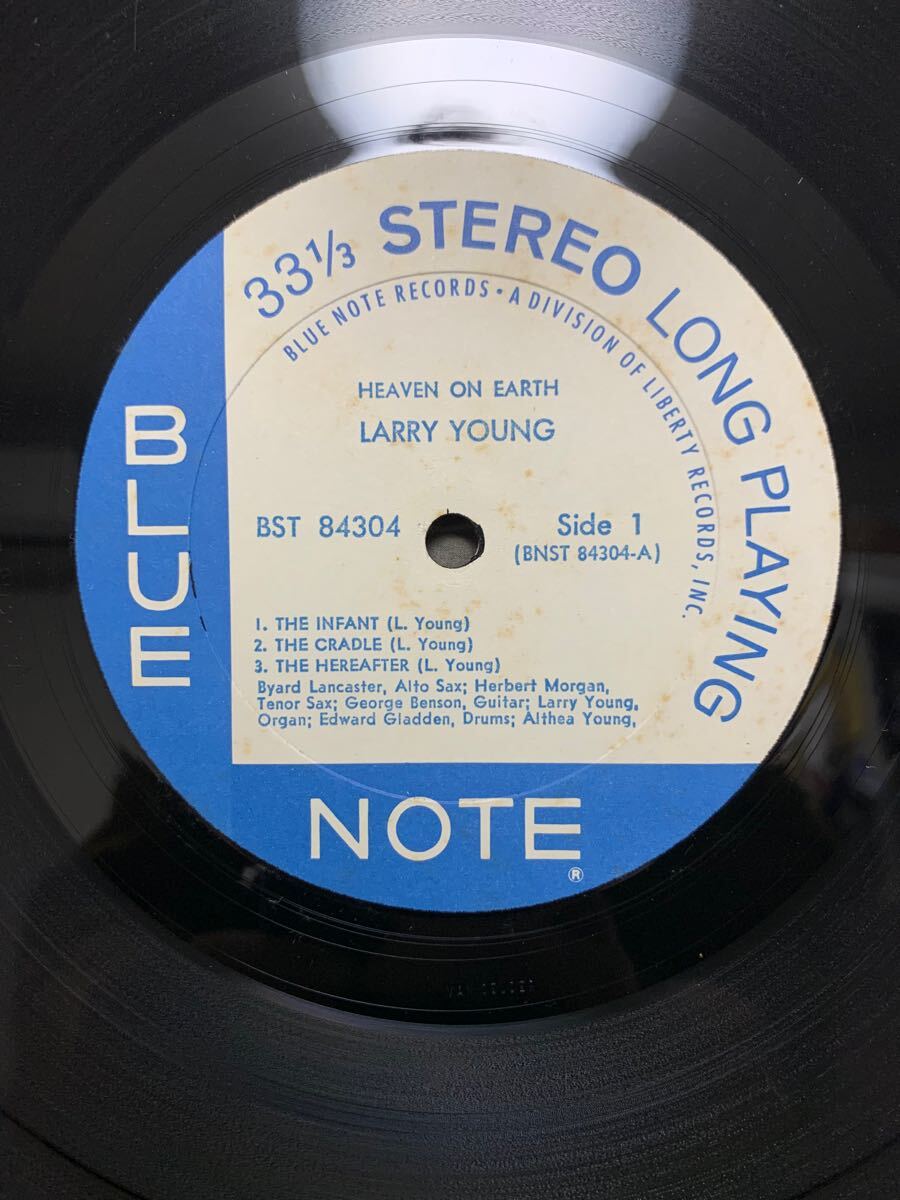 33⅓ STEREO LONG PLAYING
BLUE NOTE RECORDS • A DIVISION OF LIBERTY RECORDS, INC.
HEAVEN ON EARTH
LARRY YOUNG
BST 84304
Side 1
(BNST 84304-A)
1. THE INFANT (L. Young)
2. THE CRADLE (L. Young)
3. THE HEREAFTER (L. Young)
Byard Lancaster, Alto Sax; Herbert Morgan,
Tenor Sax; George Benson, Guitar; Larry Young,
Organ; Edward Gladden, Drums; Althea Young,
BLUE
NOTE
®
VAN GELDER